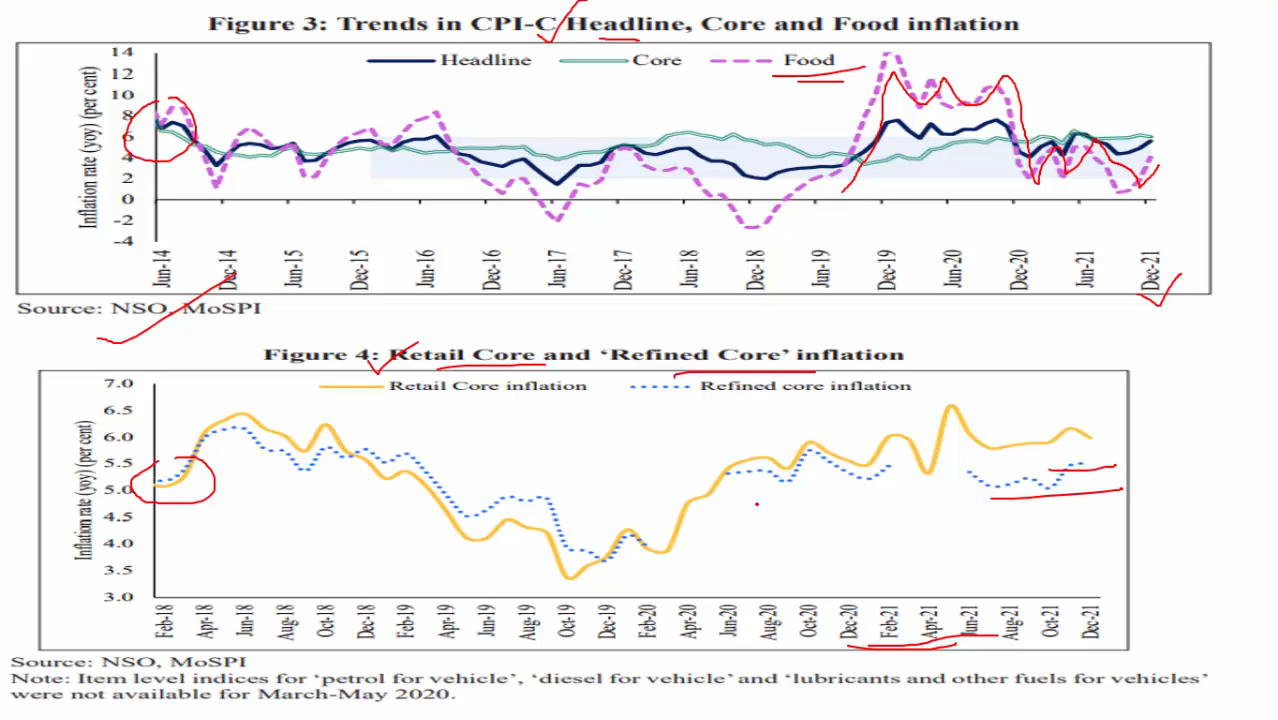 Figure 3: Trends in CPI-C Headline, Core and Food inflation
Headline Core Food
Inflation rate (yoy) (per cent)
14
12
10
8
6
4
2
0
-2
-4
Jun-14 Dec-14 Jun-15 Dec-15 Jun-16 Dec-16 Jun-17 Dec-17 Jun-18 Dec-18 Jun-19 Dec-19 Jun-20 Dec-20 Jun-21 Dec-21
Source: NSO, MoSPI
Figure 4: Retail Core and ‘Refined Core’ inflation
Retail Core inflation Refined core inflation
Inflation rate (yoy) (per cent)
7.0
6.5
6.0
5.5
5.0
4.5
4.0
3.5
3.0
Feb-18 Apr-18 Jun-18 Aug-18 Oct-18 Dec-18 Feb-19 Apr-19 Jun-19 Aug-19 Oct-19 Dec-19 Feb-20 Apr-20 Jun-20 Aug-20 Oct-20 Dec-20 Feb-21 Apr-21 Jun-21 Aug-21 Oct-21 Dec-21
Source: NSO, MoSPI
Note: Item level indices for ‘petrol for vehicle’, ‘diesel for vehicle’ and ‘lubricants and other fuels for vehicles’
were not available for March-May 2020.